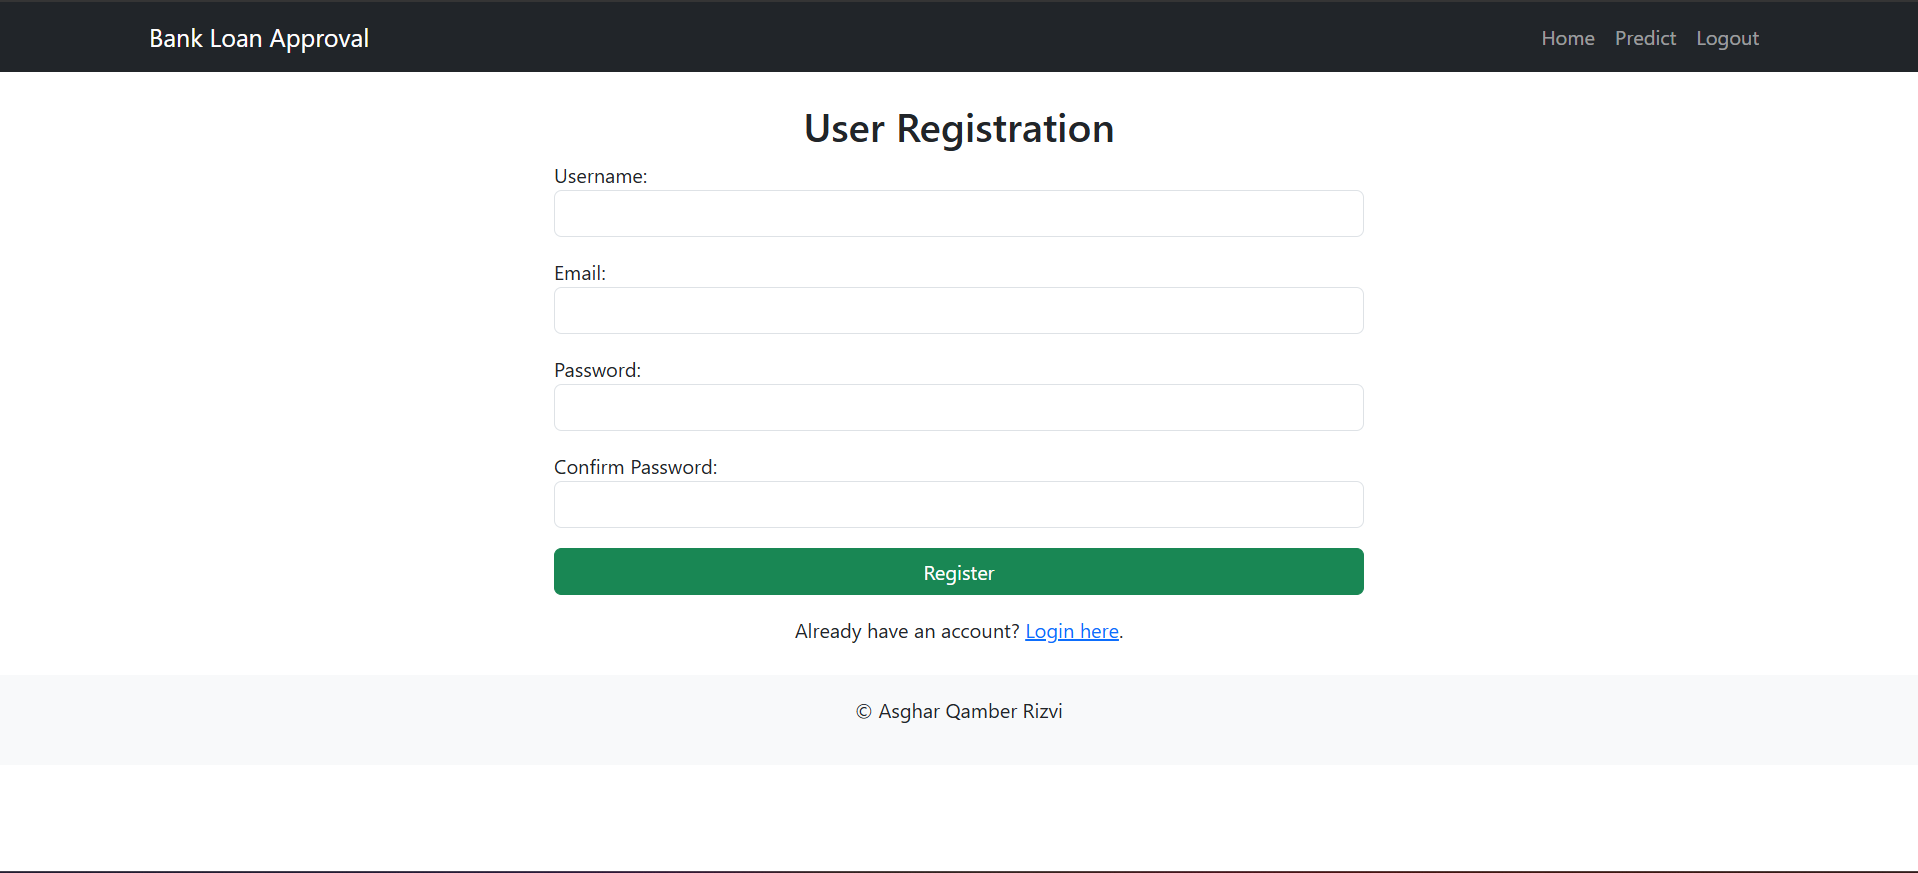 Bank Loan Approval
Home Predict Logout
User Registration
Username:
Email:
Password:
Confirm Password:
Register
Already have an account? Login here.
© Asghar Qamber Rizvi